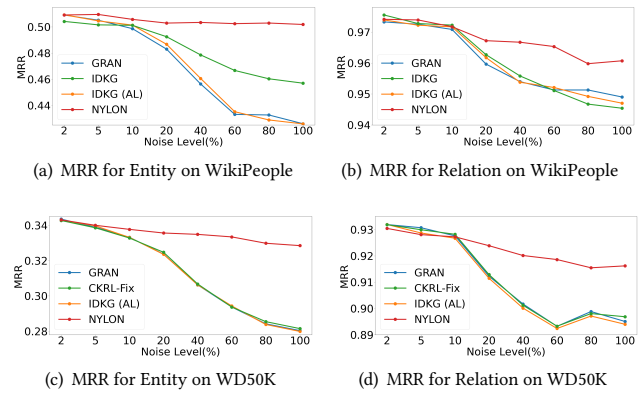 0.50
0.48
0.46
0.44
MRR
GRAN
IDKG
IDKG (AL)
NYLON
2 5 10 20 40 60 80 100
Noise Level(%)
(a) MRR for Entity on WikiPeople
0.97
0.96
0.95
0.94
MRR
GRAN
IDKG
IDKG (AL)
NYLON
2 5 10 20 40 60 80 100
Noise Level(%)
(b) MRR for Relation on WikiPeople
0.34
0.32
0.30
0.28
MRR
GRAN
CKRL-Fix
IDKG (AL)
NYLON
2 5 10 20 40 60 80 100
Noise Level(%)
(c) MRR for Entity on WD50K
0.93
0.92
0.91
0.90
0.89
MRR
GRAN
CKRL-Fix
IDKG (AL)
NYLON
2 5 10 20 40 60 80 100
Noise Level(%)
(d) MRR for Relation on WD50K